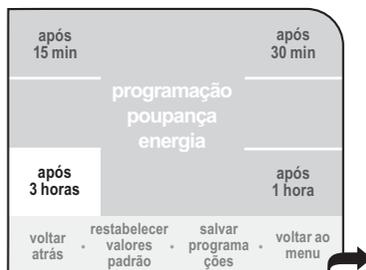 após
15 min
após
30 min
programação
poupança
energia
após
3 horas
após
1 hora
voltar
atrás
•
restabelecer
valores
padrão
•
salvar
programa
ções
•
voltar ao
menu